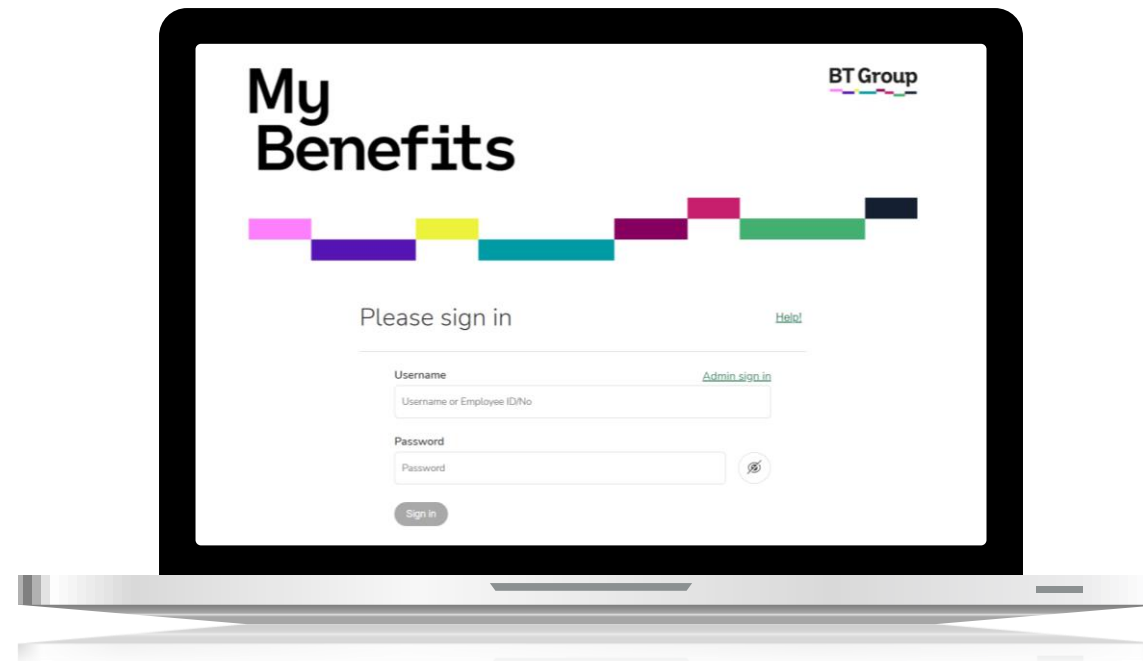 My
Benefits
BT Group
Please sign in
Help!
Username
Admin sign in
Username or Employee ID/No
Password
Password
Sign in